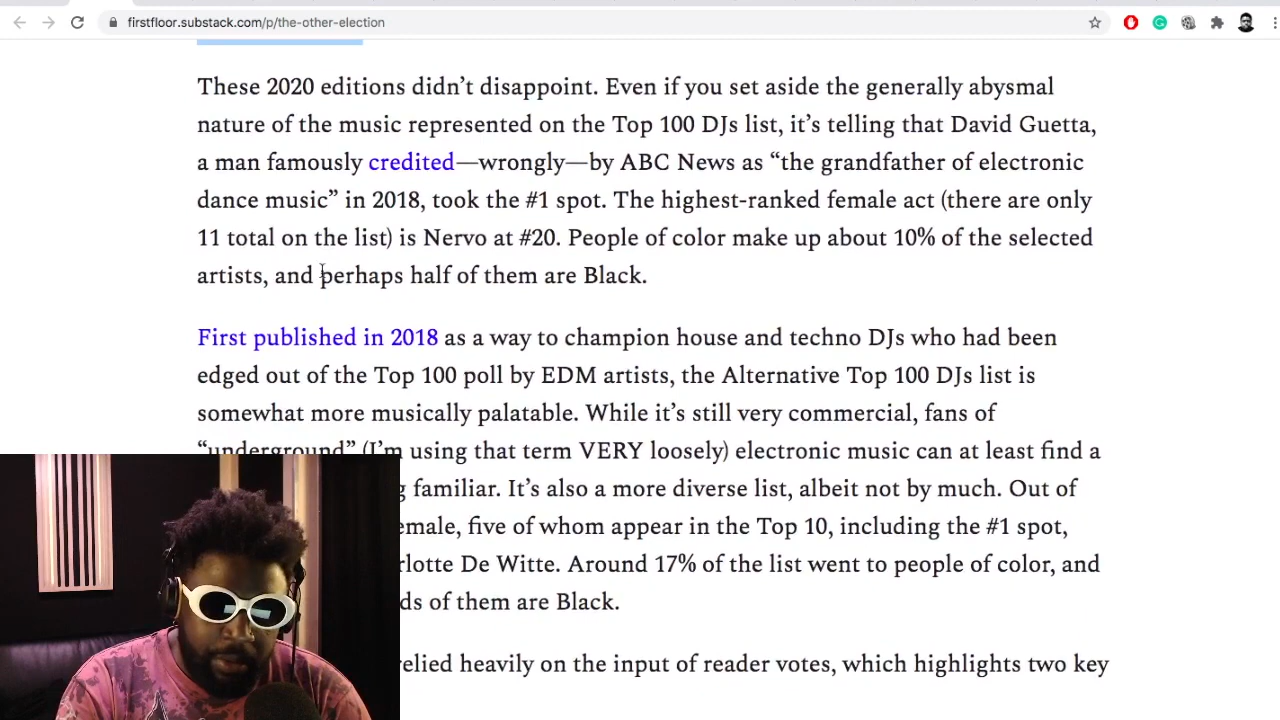 firstfloor.substack.com/p/the-other-election
These 2020 editions didn’t disappoint. Even if you set aside the generally abysmal
nature of the music represented on the Top 100 DJs list, it’s telling that David Guetta,
a man famously credited—wrongly—by ABC News as “the grandfather of electronic
dance music” in 2018, took the #1 spot. The highest-ranked female act (there are only
11 total on the list) is Nervo at #20. People of color make up about 10% of the selected
artists, and perhaps half of them are Black.
First published in 2018 as a way to champion house and techno DJs who had been
edged out of the Top 100 poll by EDM artists, the Alternative Top 100 DJs list is
somewhat more musically palatable. While it’s still very commercial, fans of
“underground” (I’m using that term VERY loosely) electronic music can at least find a
familiar. It’s also a more diverse list, albeit not by much. Out of
five of whom appear in the Top 10, including the #1 spot,
De Witte. Around 17% of the list went to people of color, and
of them are Black.
relied heavily on the input of reader votes, which highlights two key